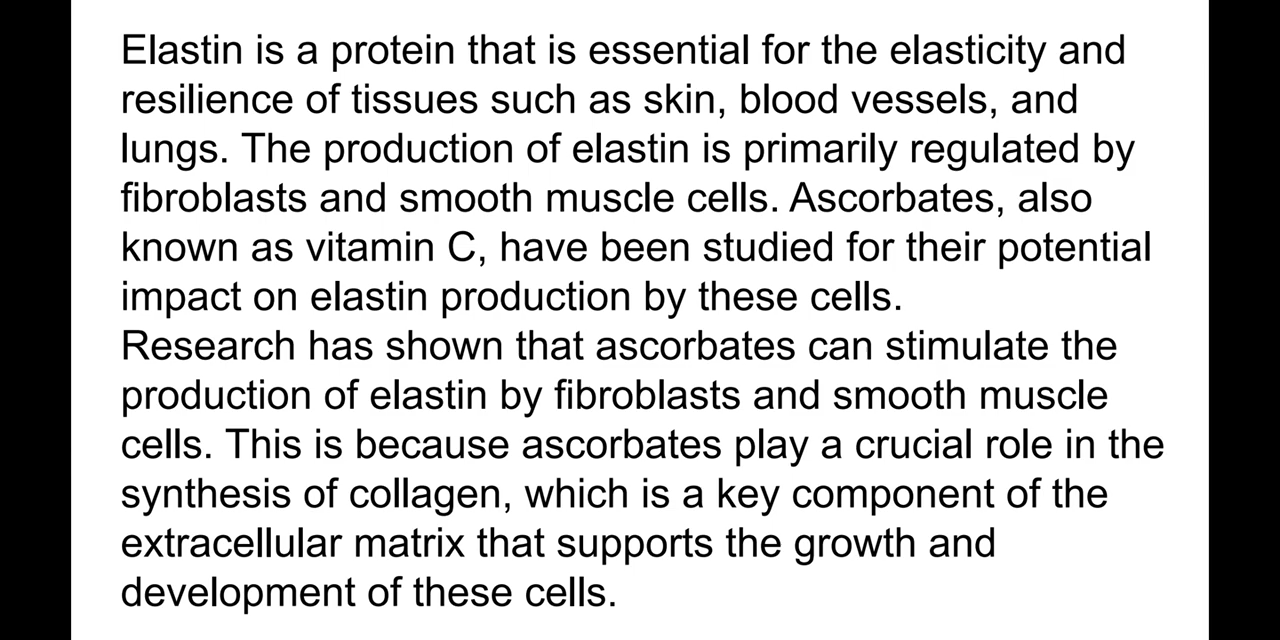 Elastin is a protein that is essential for the elasticity and
resilience of tissues such as skin, blood vessels, and
lungs. The production of elastin is primarily regulated by
fibroblasts and smooth muscle cells. Ascorbates, also
known as vitamin C, have been studied for their potential
impact on elastin production by these cells.
Research has shown that ascorbates can stimulate the
production of elastin by fibroblasts and smooth muscle
cells. This is because ascorbates play a crucial role in the
synthesis of collagen, which is a key component of the
extracellular matrix that supports the growth and
development of these cells.